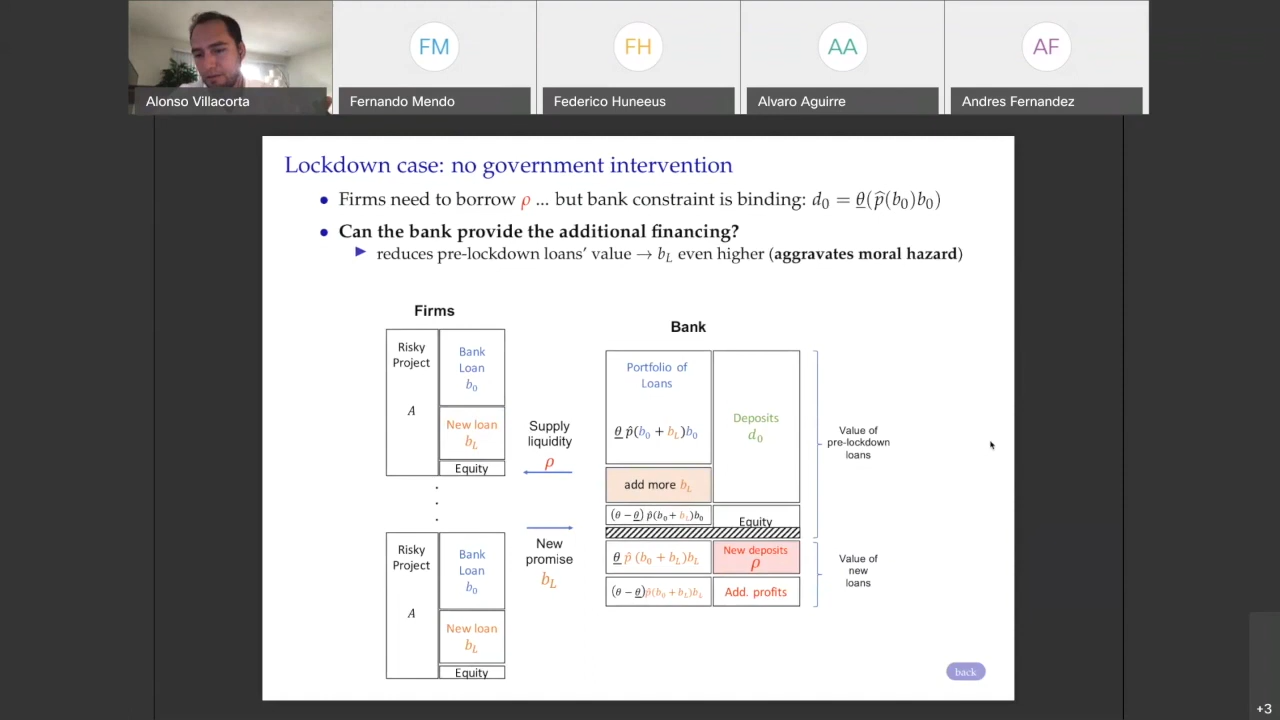 FM
FH
AA
AF
Alonso Villacorta
Fernando Mendo
Federico Huneeus
Alvaro Aguirre
Andres Fernandez
Lockdown case: no government intervention
• Firms need to borrow ρ ... but bank constraint is binding: d₀ = θ̲(p̂(b₀)b₀)
• Can the bank provide the additional financing?
▶ reduces pre-lockdown loans' value → b_L even higher (aggravates moral hazard)
Firms
Risky
Project
A
Bank
Loan
b₀
New loan
b_L
Equity
.
.
.
Risky
Project
A
Bank
Loan
b₀
New loan
b_L
Equity
Supply
liquidity
ρ
New
promise
b_L
Bank
Portfolio of
Loans
θ̲ p̂(b₀ + b_L)b₀
add more b_L
(θ − θ̲) p̂(b₀ + b_L)b₀
θ̲ p̂ (b₀ + b_L)b_L
(θ − θ̲)p̂(b₀ + b_L)b_L
Deposits
d₀
Equity
New deposits
ρ
Add. profits
Value of
pre-lockdown
loans
Value of
new
loans
back
+3